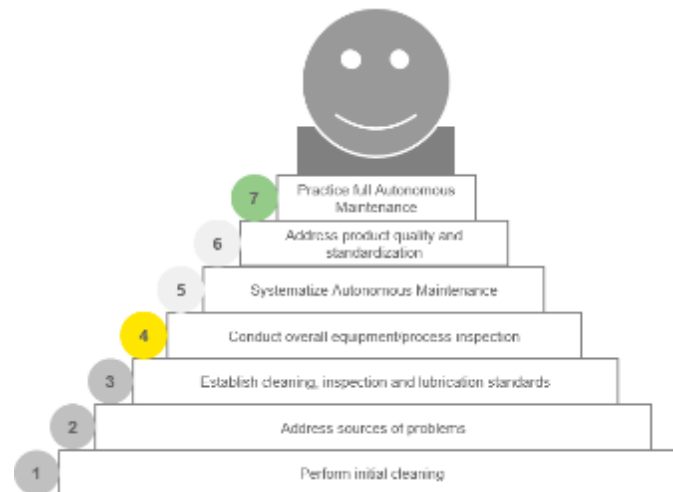 7
Practice full Autonomous
Maintenance
6
Address product quality and
standardization
5
Systematize Autonomous Maintenance
4
Conduct overall equipment/process inspection
3
Establish cleaning, inspection and lubrication standards
2
Address sources of problems
1
Perform initial cleaning